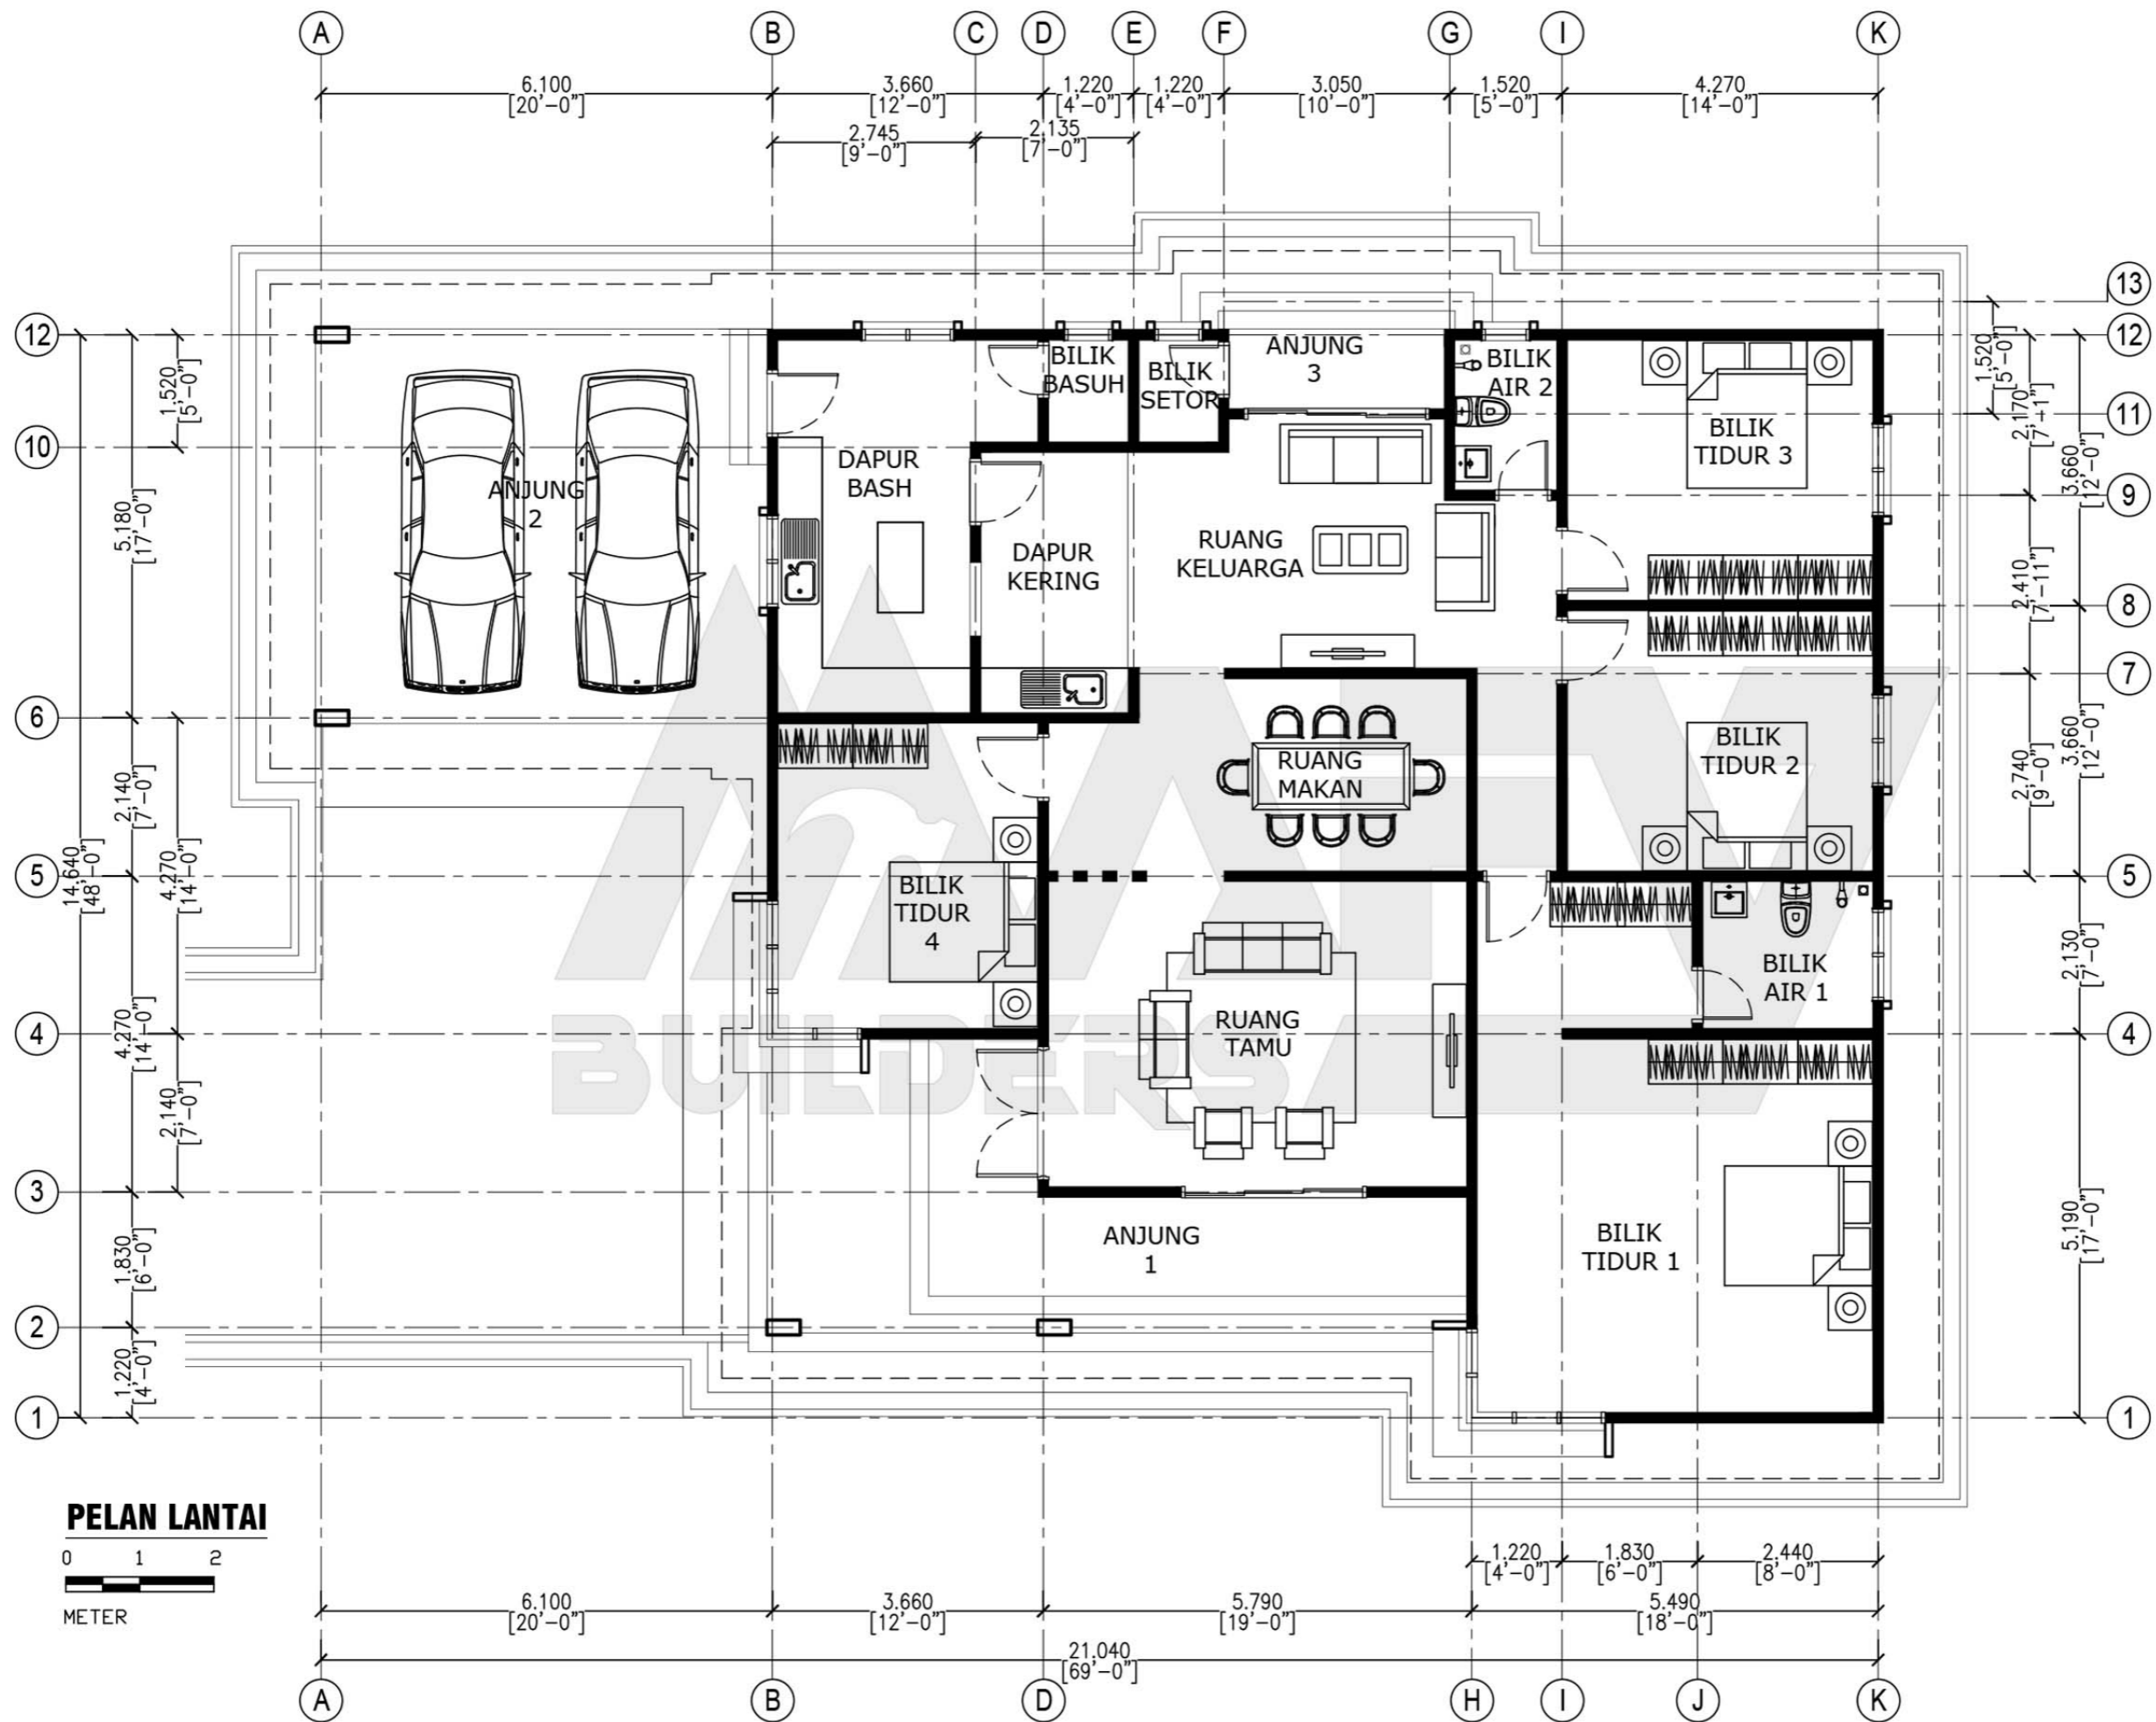 A B C D E F G I K
6.100 3.660 1.220 1.220 3.050 1.520 4.270
[20'-0"] [12'-0"] [4'-0"] [4'-0"] [10'-0"] [5'-0"] [14'-0"]
2.745 2.135
[9'-0"] [7'-0"]
13
12
12
11
10
9
8
7
6
5
5
4
4
3
2
1
1
1.520
[5'-0"]
5.180
[17'-0"]
2.140
[7'-0"]
4.270
[14'-0"]
14.640
[48'-0"]
4.270
[14'-0"]
2.140
[7'-0"]
1.830
[6'-0"]
1.220
[4'-0"]
1.520
[5'-0"]
2.170
[7'-1"]
3.660
[12'-0"]
2.410
[7'-11"]
3.660
[12'-0"]
2.740
[9'-0"]
2.130
[7'-0"]
5.190
[17'-0"]
BILIK
BASUH
BILIK
SETOR
ANJUNG
3
BILIK
AIR 2
BILIK
TIDUR 3
ANJUNG
2
DAPUR
BASH
DAPUR
KERING
RUANG
KELUARGA
RUANG
MAKAN
BILIK
TIDUR 2
BILIK
TIDUR
4
RUANG
TAMU
BILIK
AIR 1
ANJUNG
1
BILIK
TIDUR 1
BUILDERS
PELAN LANTAI
0 1 2
METER
1.220 1.830 2.440
[4'-0"] [6'-0"] [8'-0"]
6.100 3.660 5.790 5.490
[20'-0"] [12'-0"] [19'-0"] [18'-0"]
21.040
[69'-0"]
A B D H I J K